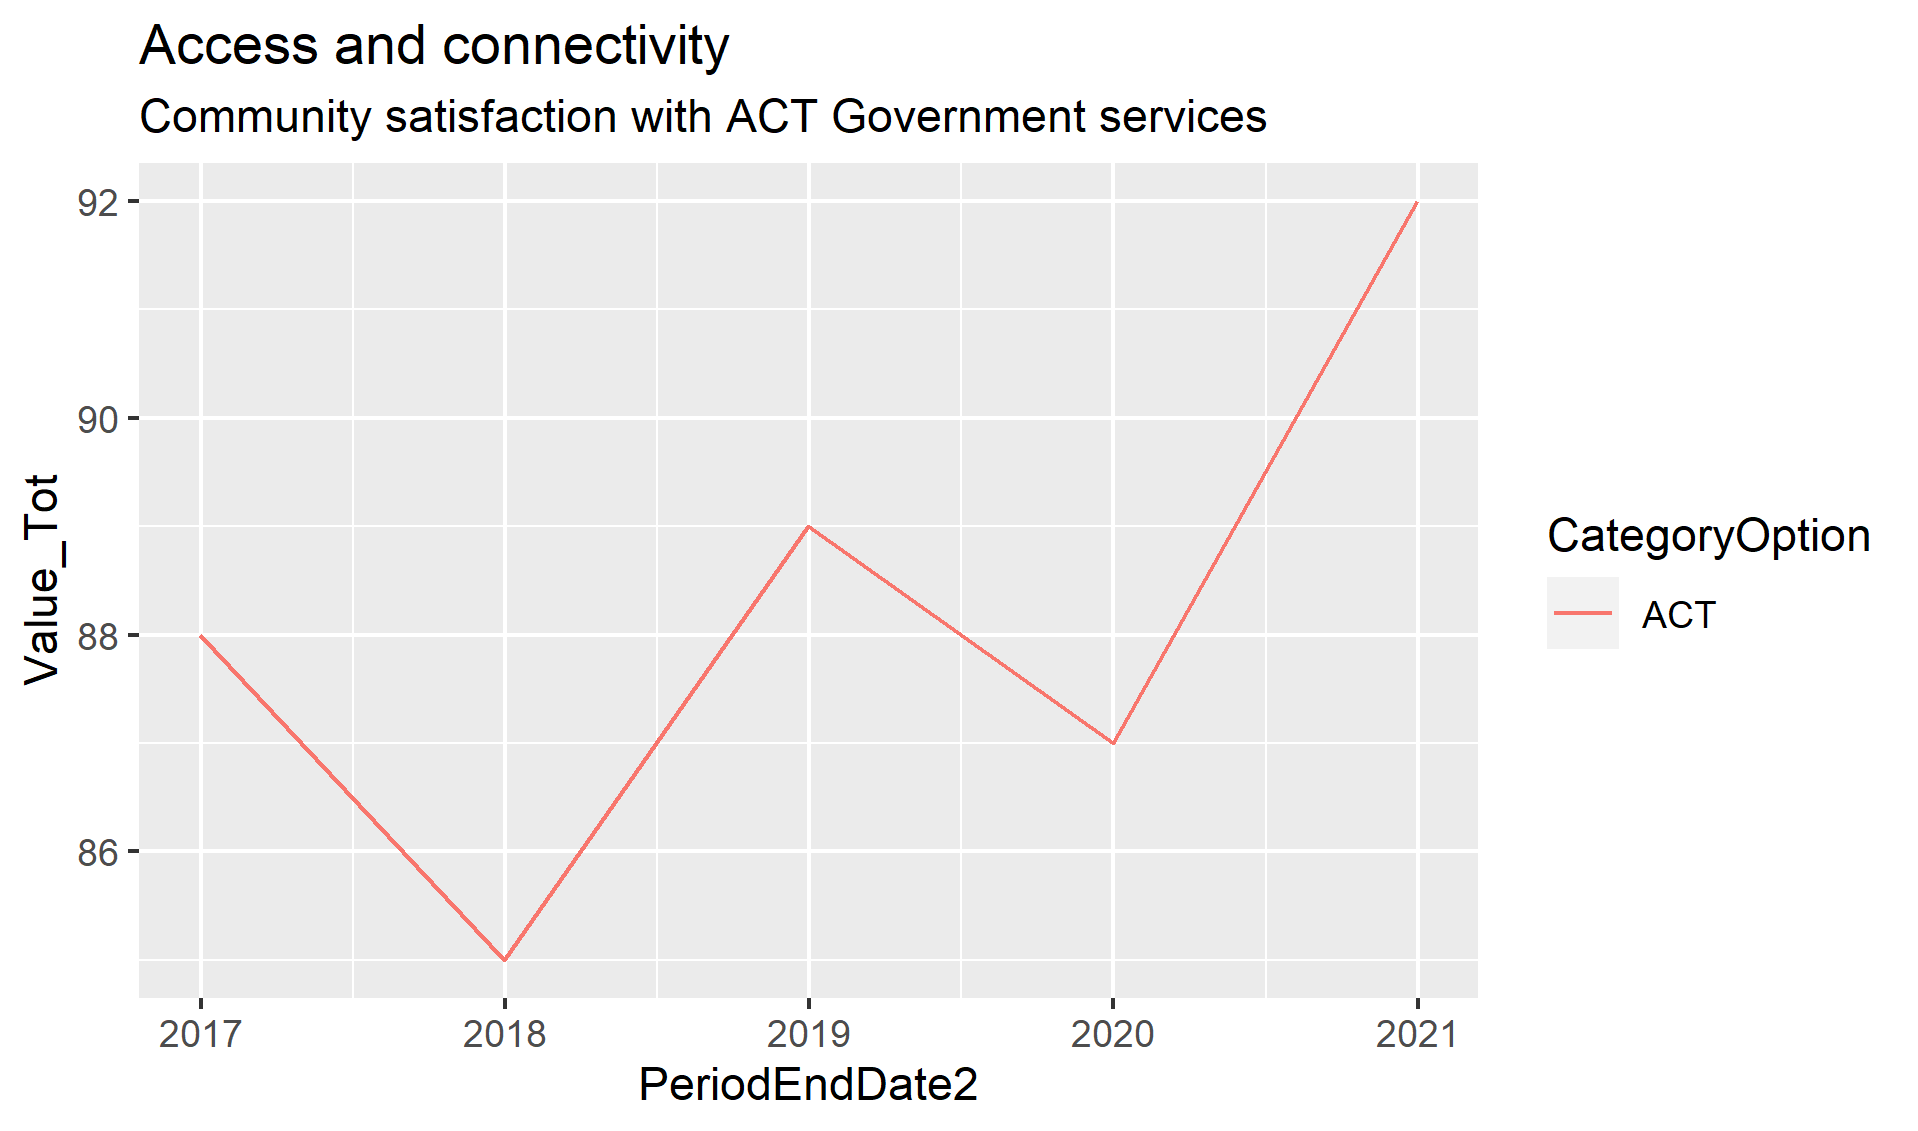 Access and connectivity
Community satisfaction with ACT Government services
92
90
88
86
Value_Tot
2017 2018 2019 2020 2021
PeriodEndDate2
CategoryOption
ACT